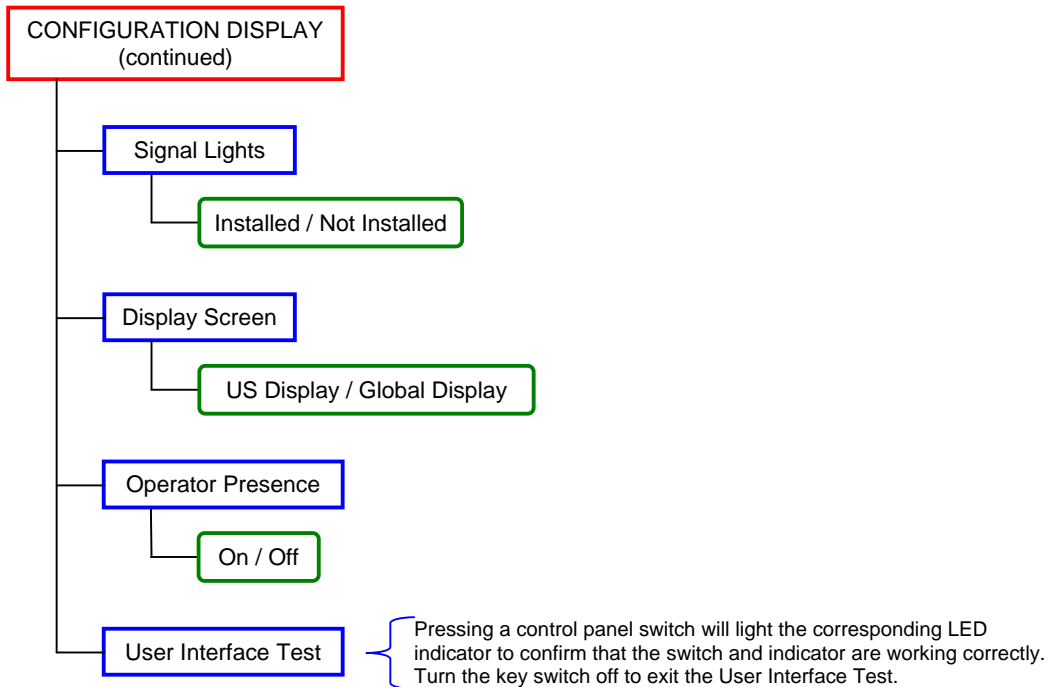 CONFIGURATION DISPLAY
(continued)
Signal Lights
Installed / Not Installed
Display Screen
US Display / Global Display
Operator Presence
On / Off
User Interface Test
Pressing a control panel switch will light the corresponding LED
indicator to confirm that the switch and indicator are working correctly.
Turn the key switch off to exit the User Interface Test.